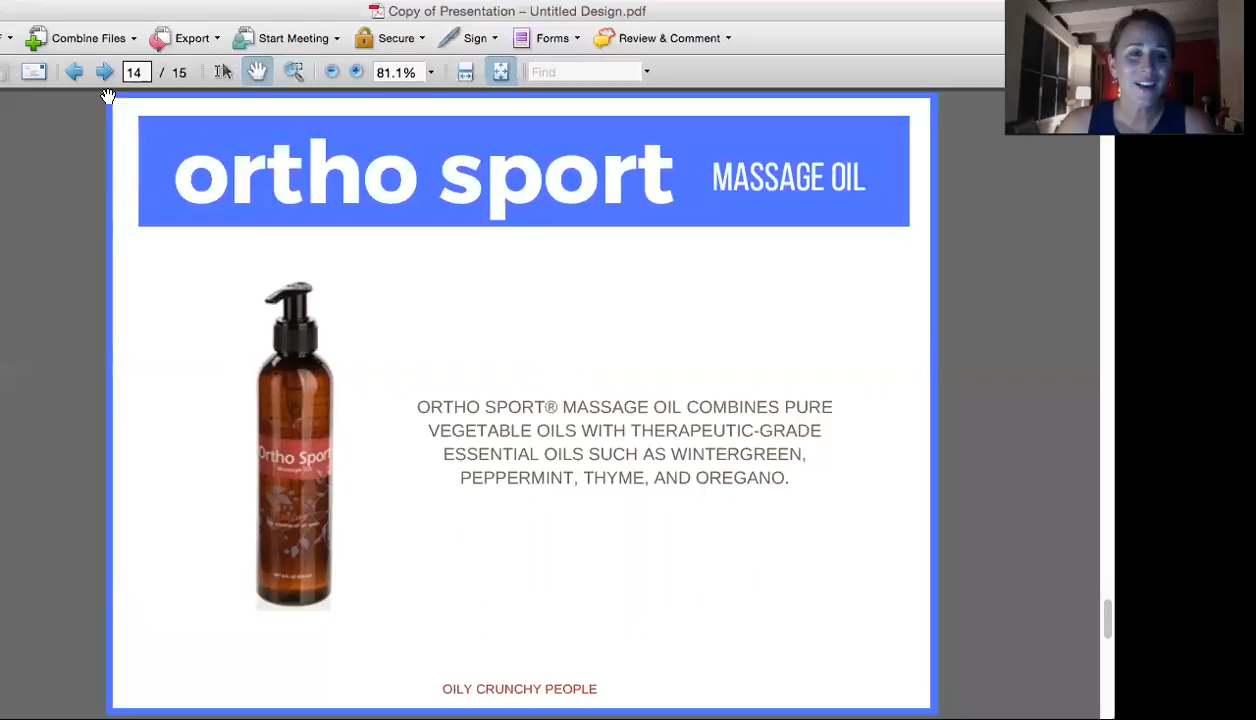 Copy of Presentation – Untitled Design.pdf
Combine Files Export Start Meeting Secure Sign Forms Review & Comment
14 / 15 81.1% Find
ortho sport MASSAGE OIL
ORTHO SPORT® MASSAGE OIL COMBINES PURE
VEGETABLE OILS WITH THERAPEUTIC-GRADE
ESSENTIAL OILS SUCH AS WINTERGREEN,
PEPPERMINT, THYME, AND OREGANO.
Ortho Sport
Massage Oil
OILY CRUNCHY PEOPLE